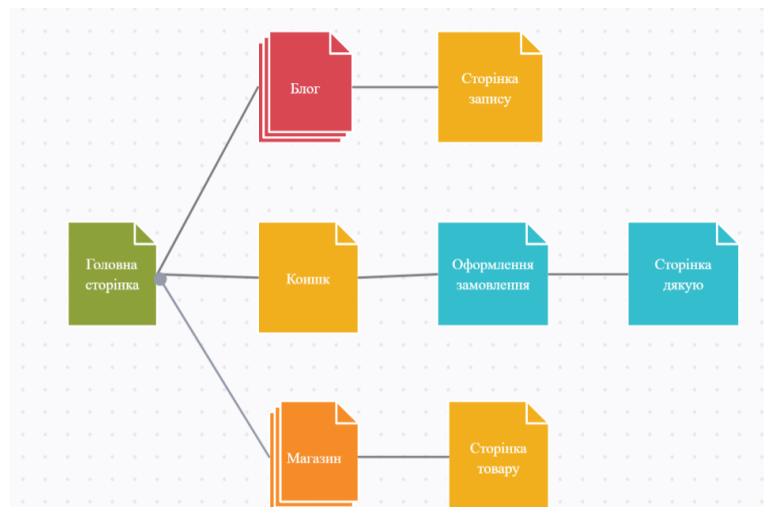 Блог
Сторінка
запису
Головна
сторінка
Кошик
Оформлення
замовлення
Сторінка
дякую
Магазин
Сторінка
товару